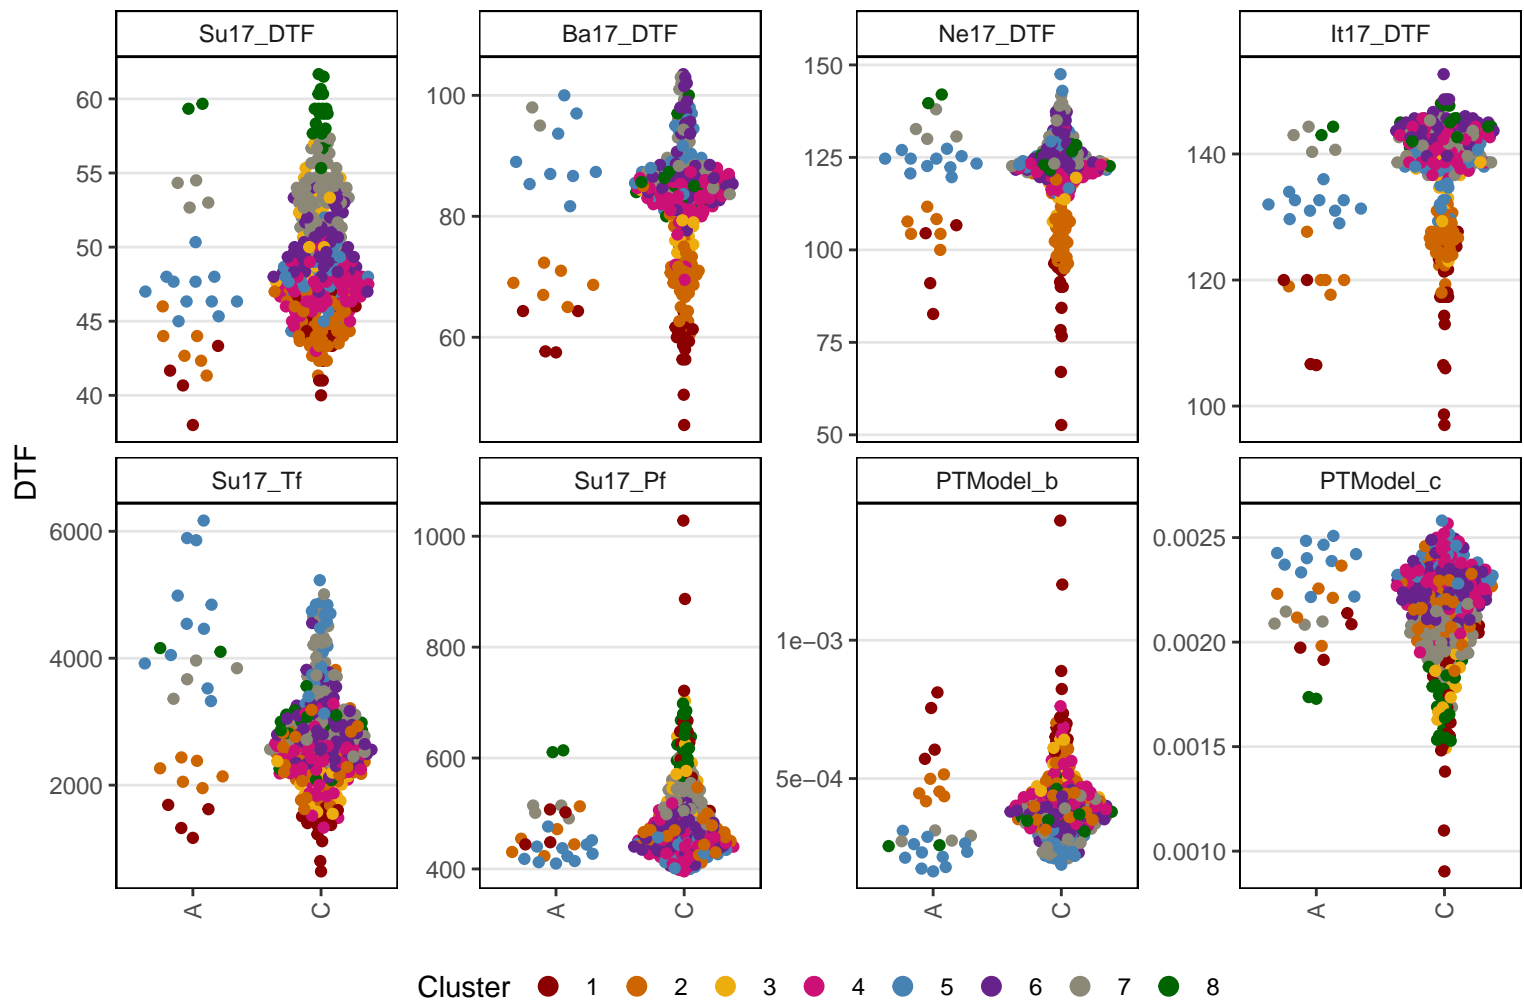 Su17_DTF
Ba17_DTF
Ne17_DTF
It17_DTF
60
55
50
45
40
100
80
60
150
125
100
75
50
140
120
100
DTF
Su17_Tf
Su17_Pf
PTModel_b
PTModel_c
6000
4000
2000
1000
800
600
400
1e−03
5e−04
0.0025
0.0020
0.0015
0.0010
A
C
A
C
A
C
A
C
Cluster 1 2 3 4 5 6 7 8